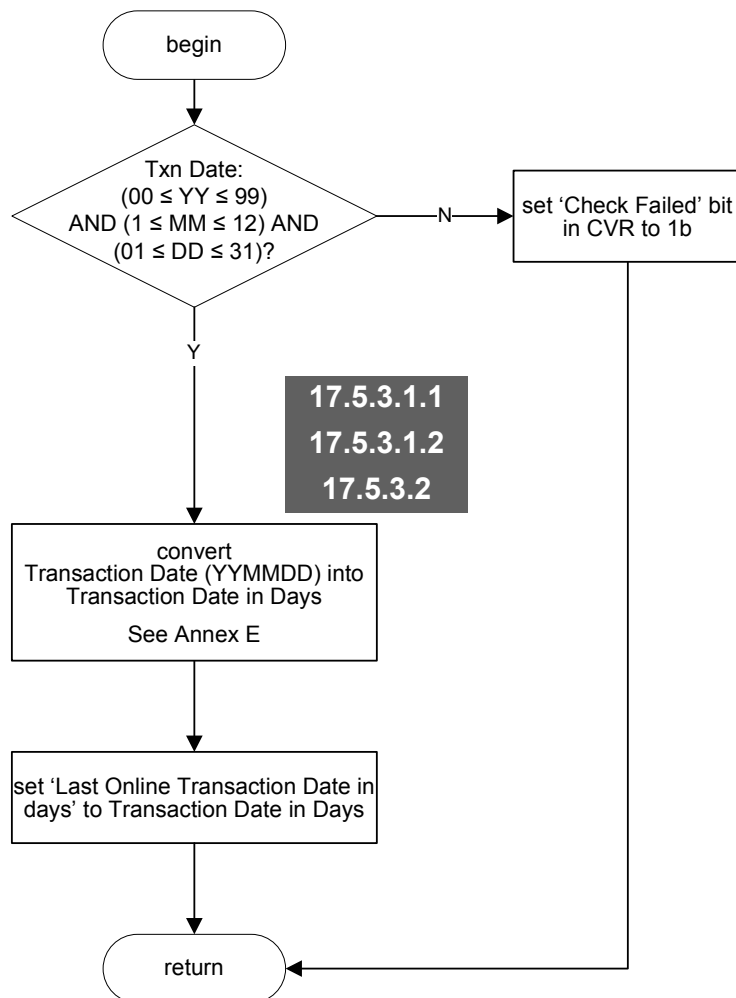 begin
Txn Date:
(00 ≤ YY ≤ 99)
AND (1 ≤ MM ≤ 12) AND
(01 ≤ DD ≤ 31)?
N
set ‘Check Failed’ bit
in CVR to 1b
Y
17.5.3.1.1
17.5.3.1.2
17.5.3.2
convert
Transaction Date (YYMMDD) into
Transaction Date in Days
See Annex E
set ‘Last Online Transaction Date in
days’ to Transaction Date in Days
return